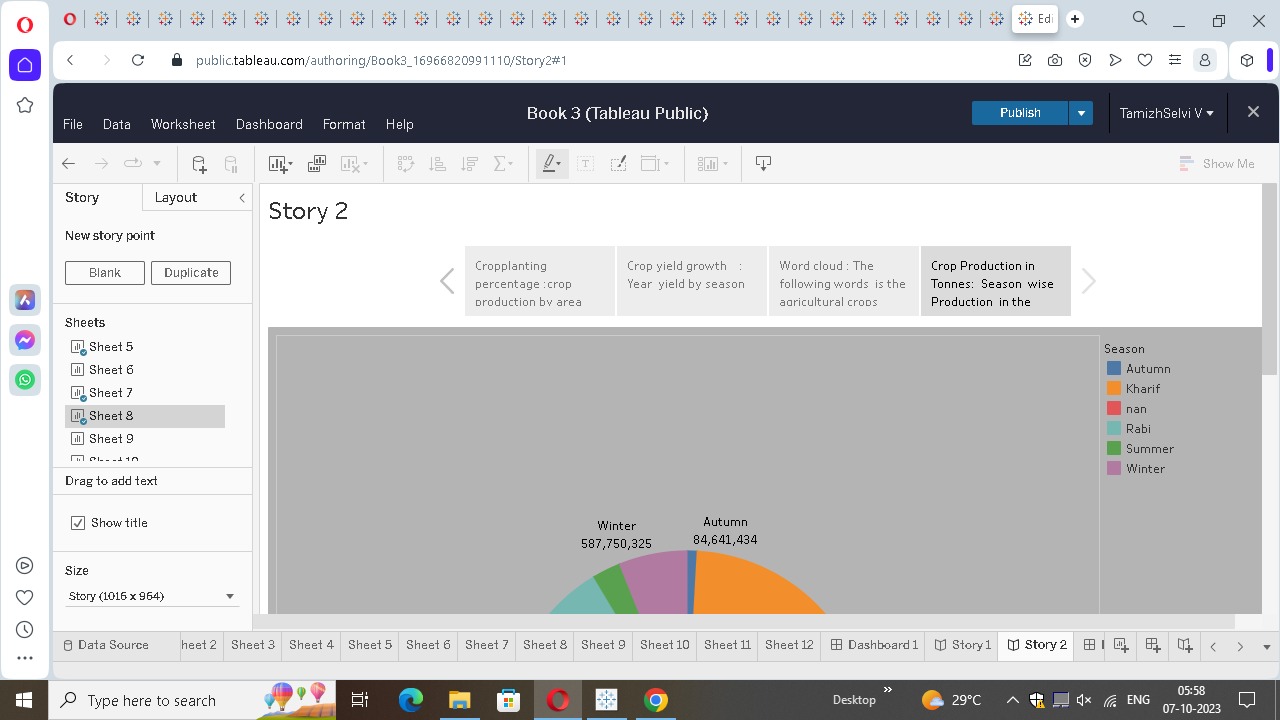 Edi
public.tableau.com/authoring/Book3_16966820991110/Story2#1
Book 3 (Tableau Public)
Publish
TamizhSelvi V
File Data Worksheet Dashboard Format Help
Show Me
Story Layout
Story 2
New story point
Blank Duplicate
Cropplanting
percentage :crop
production by area
Crop yield growth :
Year yield by season
Word cloud : The
following words is the
agricultural crops
Crop Production in
Tonnes: Season wise
Production in the
Sheets
Sheet 5
Sheet 6
Sheet 7
Sheet 8
Sheet 9
Sheet 10
Season
Autumn
Kharif
nan
Rabi
Summer
Winter
Drag to add text
Show title
Winter
587,750,325
Autumn
84,641,434
Size
Story (1016 x 964)
Data Source heet 2 Sheet 3 Sheet 4 Sheet 5 Sheet 6 Sheet 7 Sheet 8 Sheet 9 Sheet 10 Sheet 11 Sheet 12 Dashboard 1 Story 1 Story 2
Type here to search
Desktop
29°C
ENG
05:58
07-10-2023